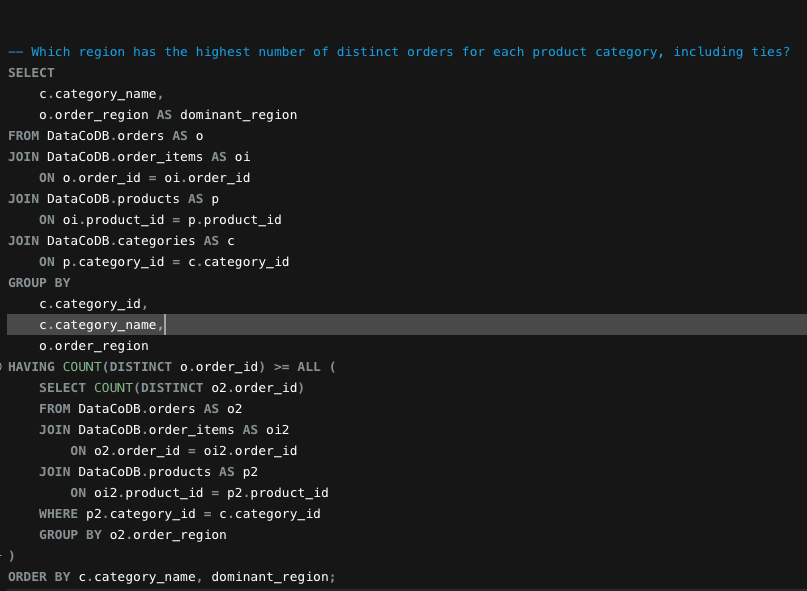 -- Which region has the highest number of distinct orders for each product category, including ties?
SELECT
    c.category_name,
    o.order_region AS dominant_region
FROM DataCoDB.orders AS o
JOIN DataCoDB.order_items AS oi
    ON o.order_id = oi.order_id
JOIN DataCoDB.products AS p
    ON oi.product_id = p.product_id
JOIN DataCoDB.categories AS c
    ON p.category_id = c.category_id
GROUP BY
    c.category_id,
    c.category_name,
    o.order_region
HAVING COUNT(DISTINCT o.order_id) >= ALL (
    SELECT COUNT(DISTINCT o2.order_id)
    FROM DataCoDB.orders AS o2
    JOIN DataCoDB.order_items AS oi2
        ON o2.order_id = oi2.order_id
    JOIN DataCoDB.products AS p2
        ON oi2.product_id = p2.product_id
    WHERE p2.category_id = c.category_id
    GROUP BY o2.order_region
)
ORDER BY c.category_name, dominant_region;